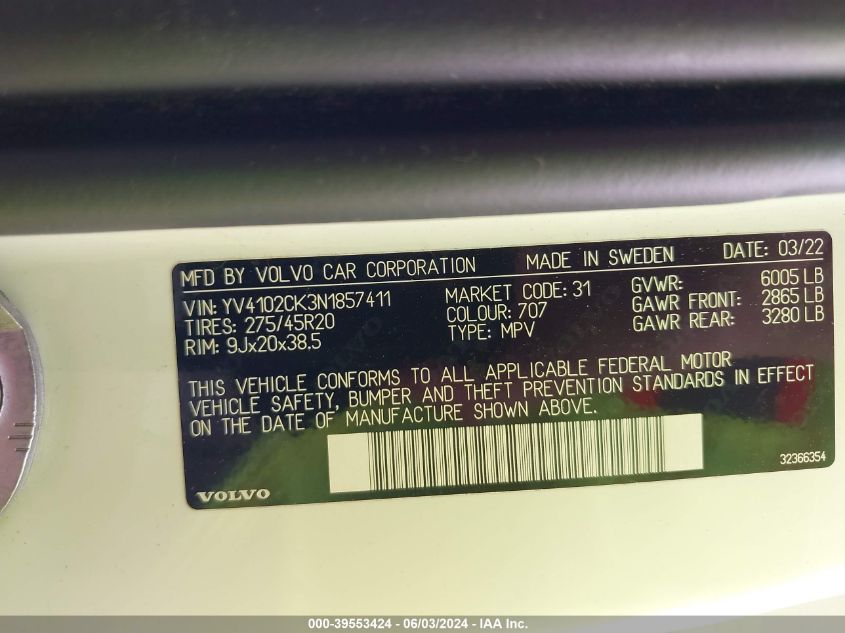 MFD BY VOLVO CAR CORPORATION MADE IN SWEDEN DATE: 03/22
VIN: YV4102CK3N1857411 MARKET CODE: 31 GVWR: 6005 LB
TIRES: 275/45R20 COLOUR: 707 GAWR FRONT: 2865 LB
RIM: 9Jx20x38,5 TYPE: MPV GAWR REAR: 3280 LB
THIS VEHICLE CONFORMS TO ALL APPLICABLE FEDERAL MOTOR
VEHICLE SAFETY, BUMPER AND THEFT PREVENTION STANDARDS IN EFFECT
ON THE DATE OF MANUFACTURE SHOWN ABOVE.
32366354
VOLVO
000-39553424 - 06/03/2024 - IAA Inc.